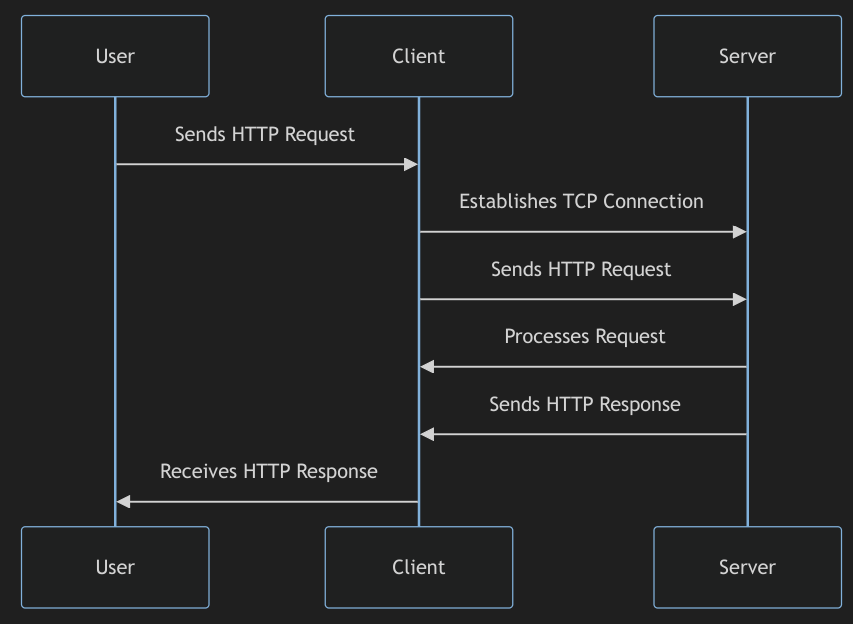 User
Client
Server
Sends HTTP Request
Establishes TCP Connection
Sends HTTP Request
Processes Request
Sends HTTP Response
Receives HTTP Response
User
Client
Server